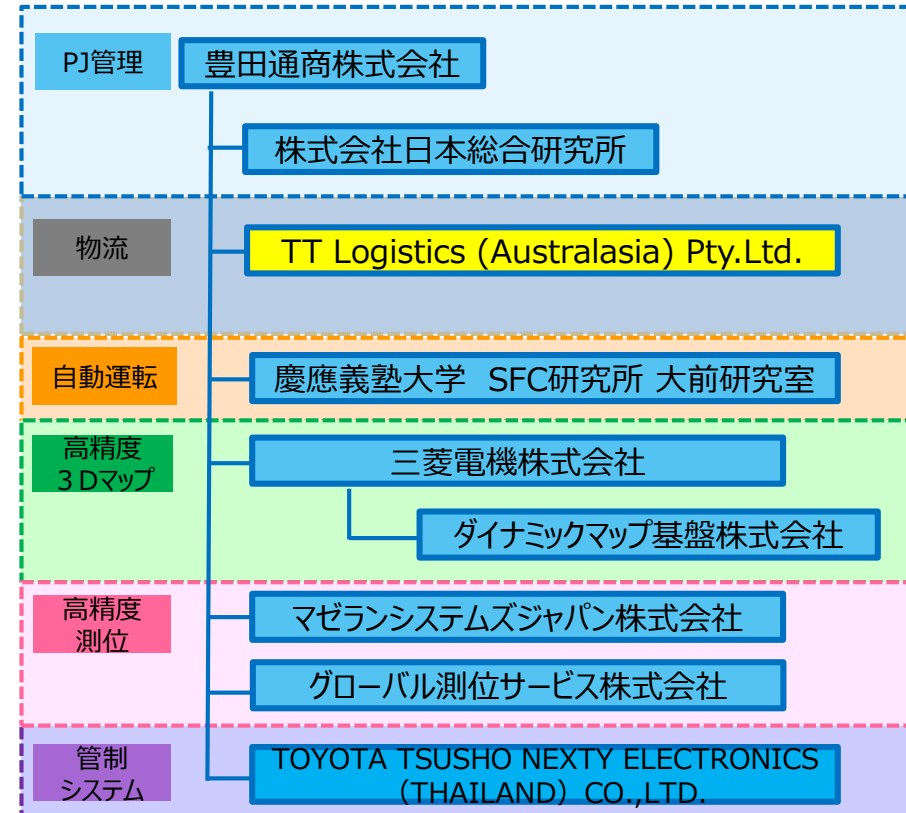 PJ管理
豊田通商株式会社
株式会社日本総合研究所
物流
TT Logistics (Australasia) Pty.Ltd.
自動運転
慶應義塾大学 SFC研究所 大前研究室
高精度
３Dマップ
三菱電機株式会社
ダイナミックマップ基盤株式会社
高精度
測位
マゼランシステムズジャパン株式会社
グローバル測位サービス株式会社
管制
システム
TOYOTA TSUSHO NEXTY ELECTRONICS
（THAILAND）CO.,LTD.